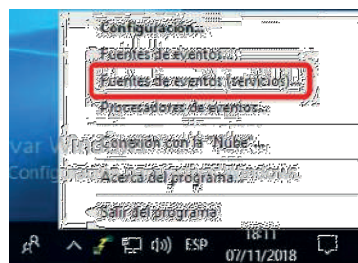 Configuración...
Fuentes de eventos...
Fuentes de eventos (servicios)...
Procesadores de eventos...
Conexión con la "Nube"...
Acerca del programa...
Salir del programa
ESP
18:11
07/11/2018